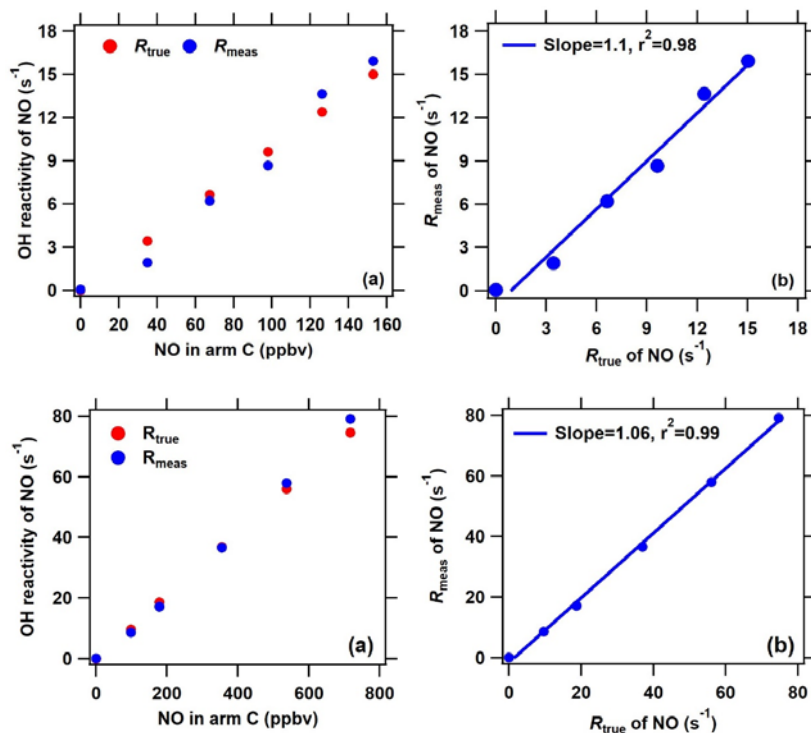 18
15
12
9
6
3
0
OH reactivity of NO (s⁻¹)
R_true R_meas
(a)
0 20 40 60 80 100 120 140 160
NO in arm C (ppbv)
18
15
12
9
6
3
0
R_meas of NO (s⁻¹)
Slope=1.1, r²=0.98
(b)
0 3 6 9 12 15 18
R_true of NO (s⁻¹)
80
60
40
20
0
OH reactivity of NO (s⁻¹)
R_true
R_meas
(a)
0 200 400 600 800
NO in arm C (ppbv)
80
60
40
20
0
R_meas of NO (s⁻¹)
Slope=1.06, r²=0.99
(b)
0 20 40 60 80
R_true of NO (s⁻¹)